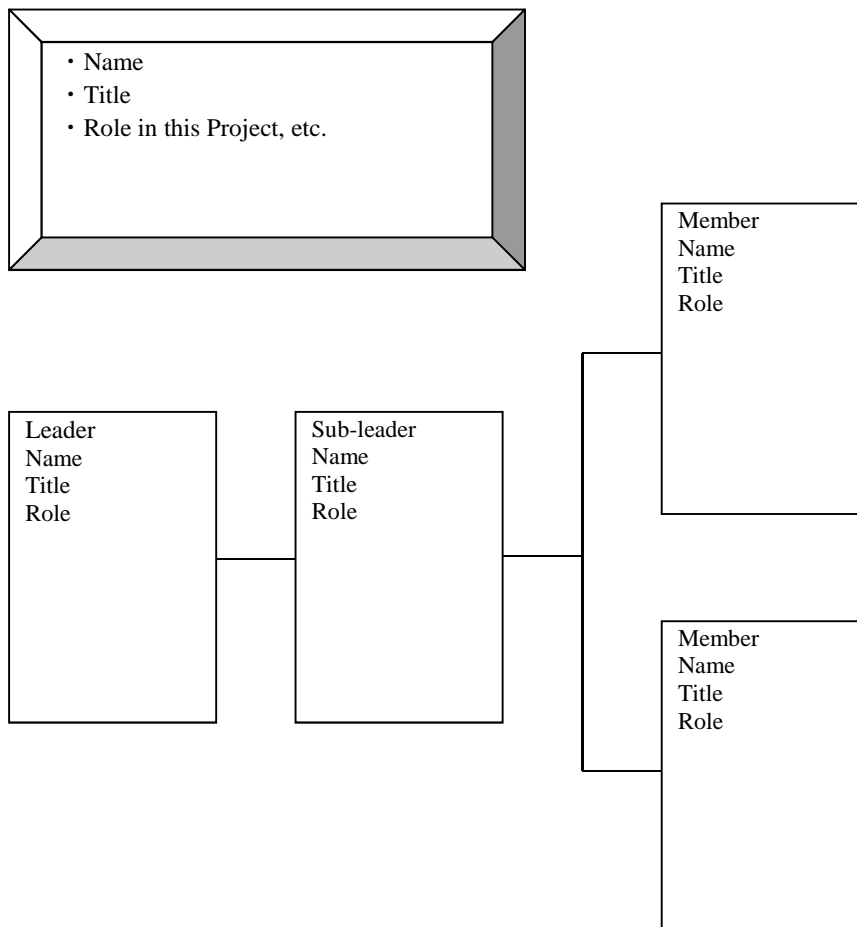 ・Name
・Title
・Role in this Project, etc.
Leader
Name
Title
Role
Sub-leader
Name
Title
Role
Member
Name
Title
Role
Member
Name
Title
Role